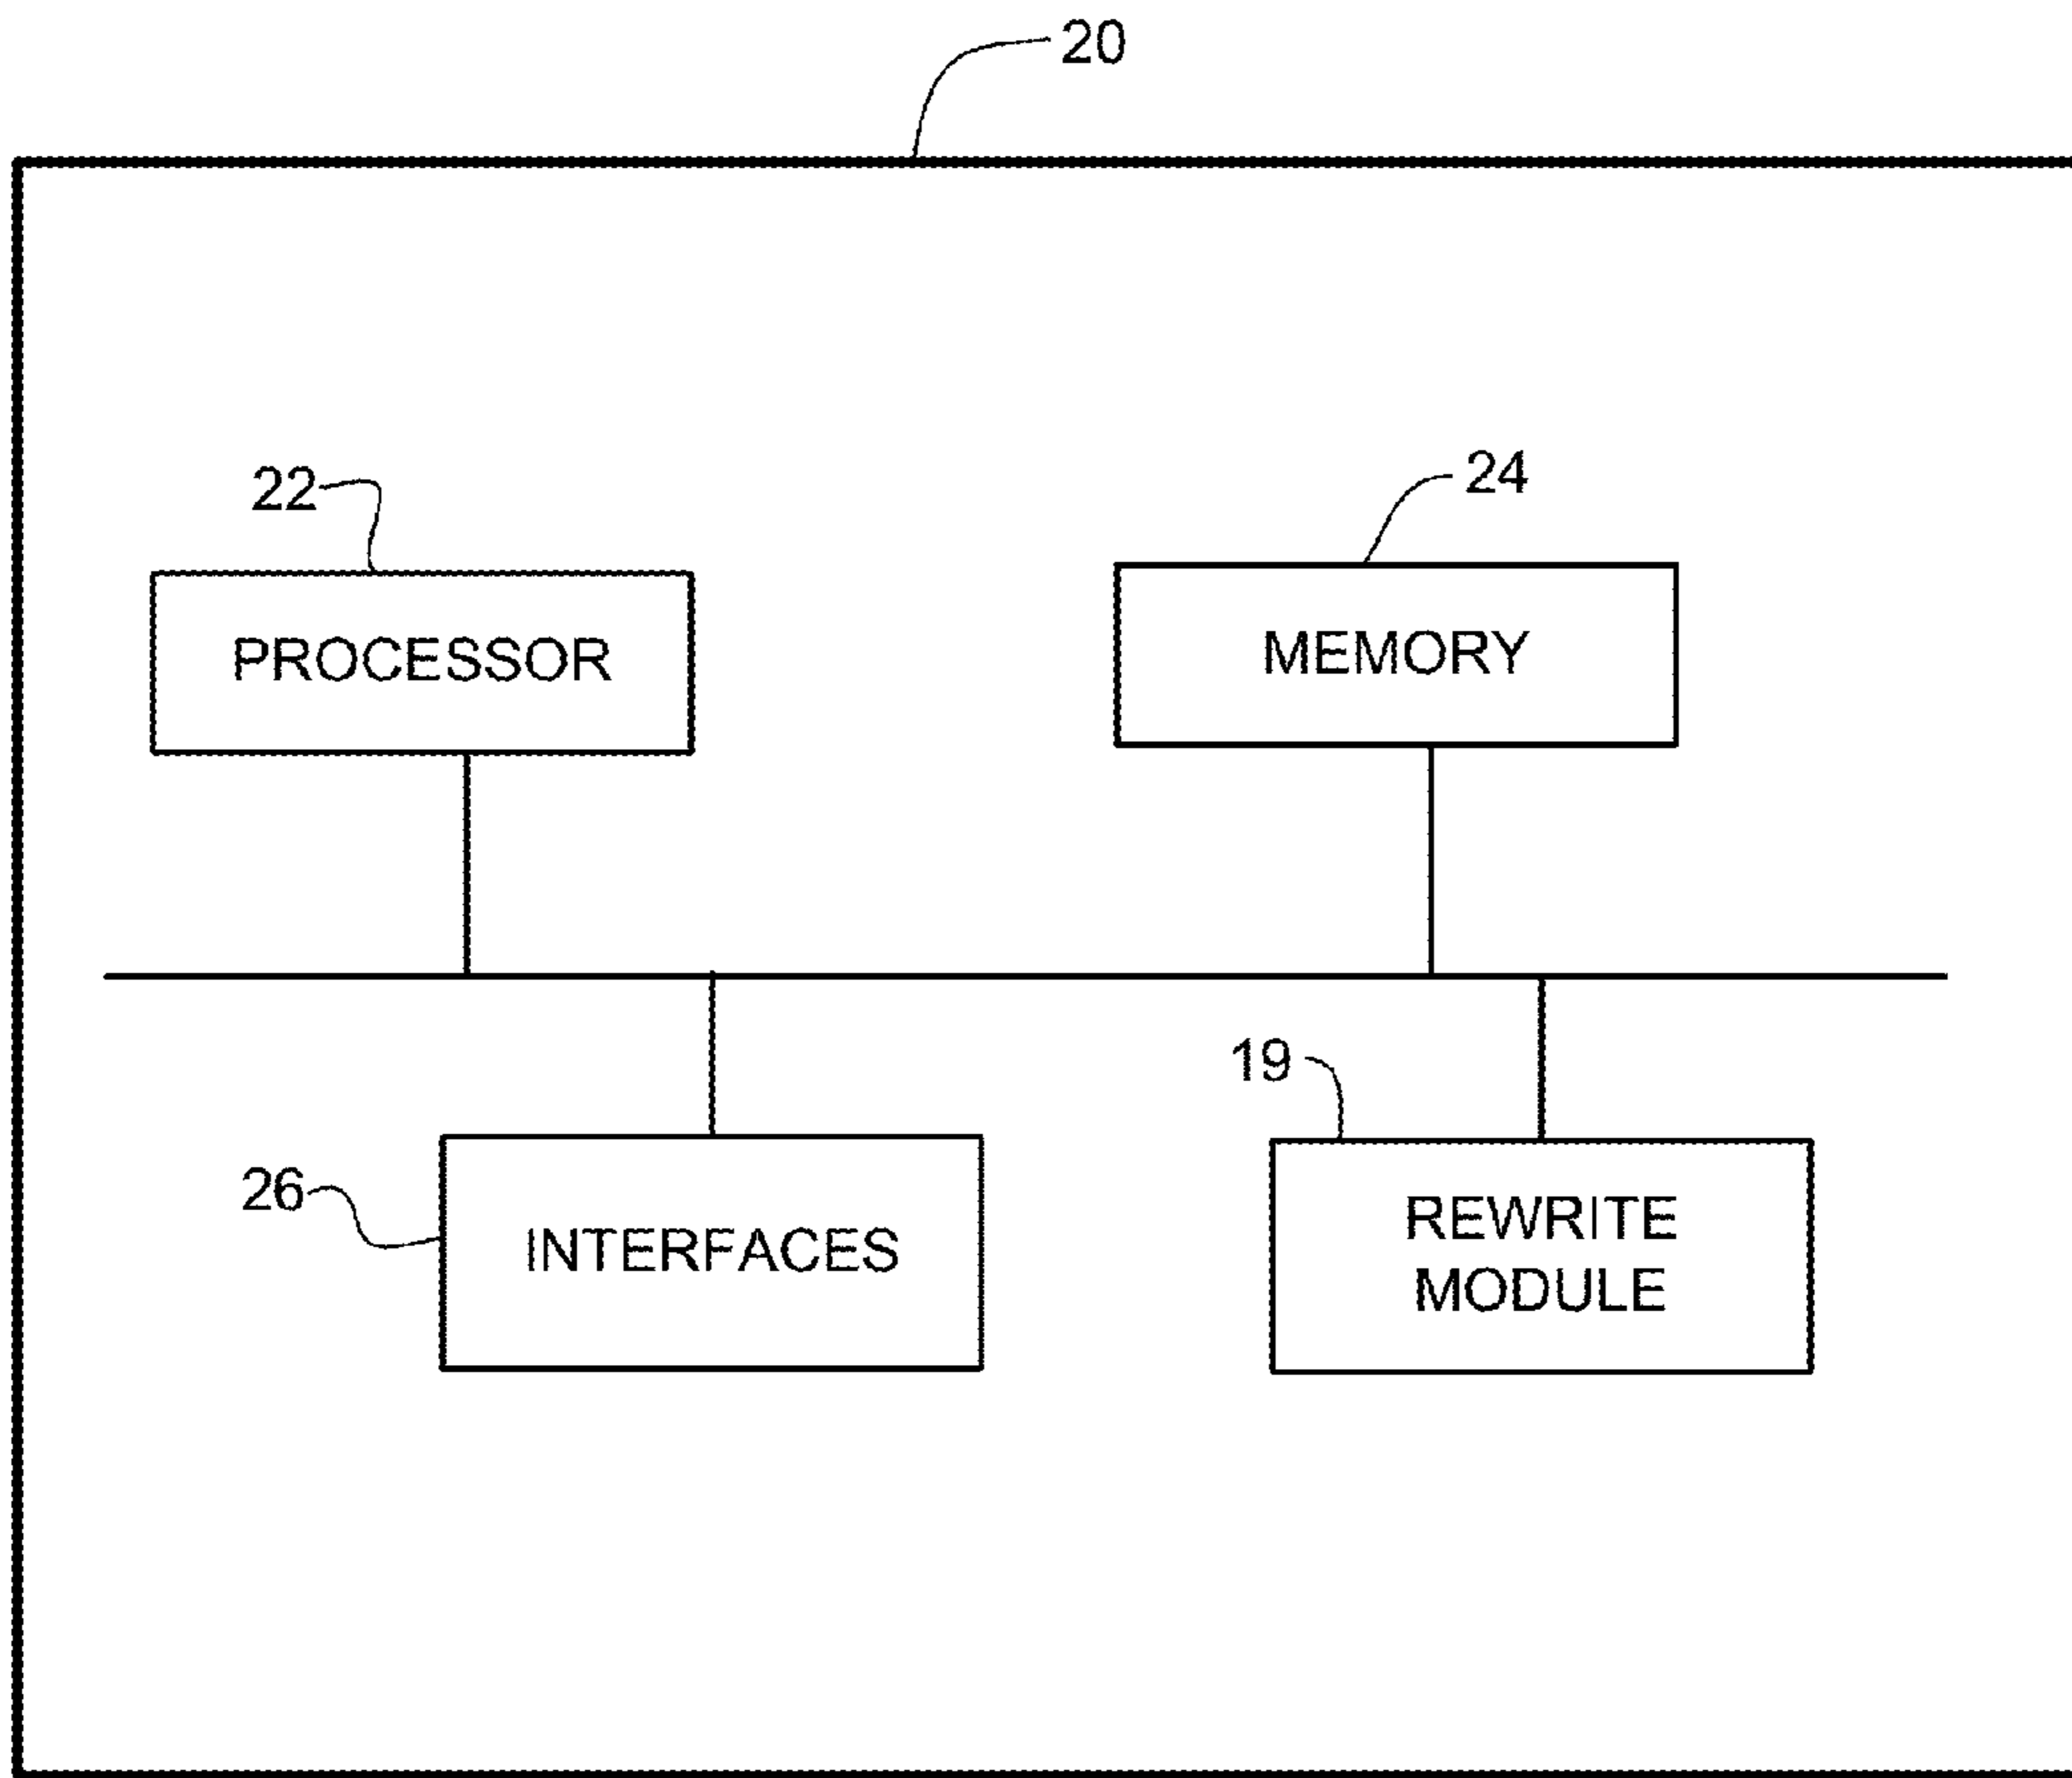 20
22
24
PROCESSOR
MEMORY
19
26
INTERFACES
REWRITE
MODULE